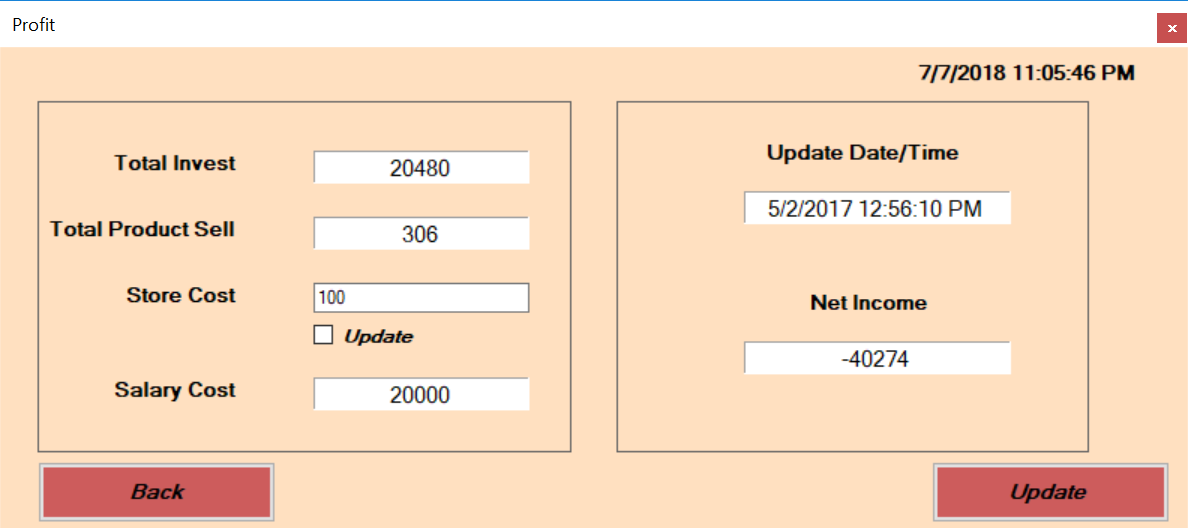 Profit
x
7/7/2018 11:05:46 PM
Total Invest 20480
Total Product Sell 306
Store Cost 100
Update
Salary Cost 20000
Update Date/Time
5/2/2017 12:56:10 PM
Net Income
-40274
Back
Update